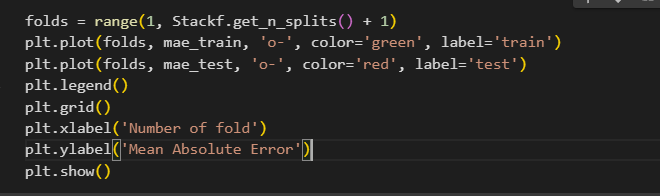 folds = range(1, Stackf.get_n_splits() + 1)
plt.plot(folds, mae_train, 'o-', color='green', label='train')
plt.plot(folds, mae_test, 'o-', color='red', label='test')
plt.legend()
plt.grid()
plt.xlabel('Number of fold')
plt.ylabel('Mean Absolute Error')
plt.show()